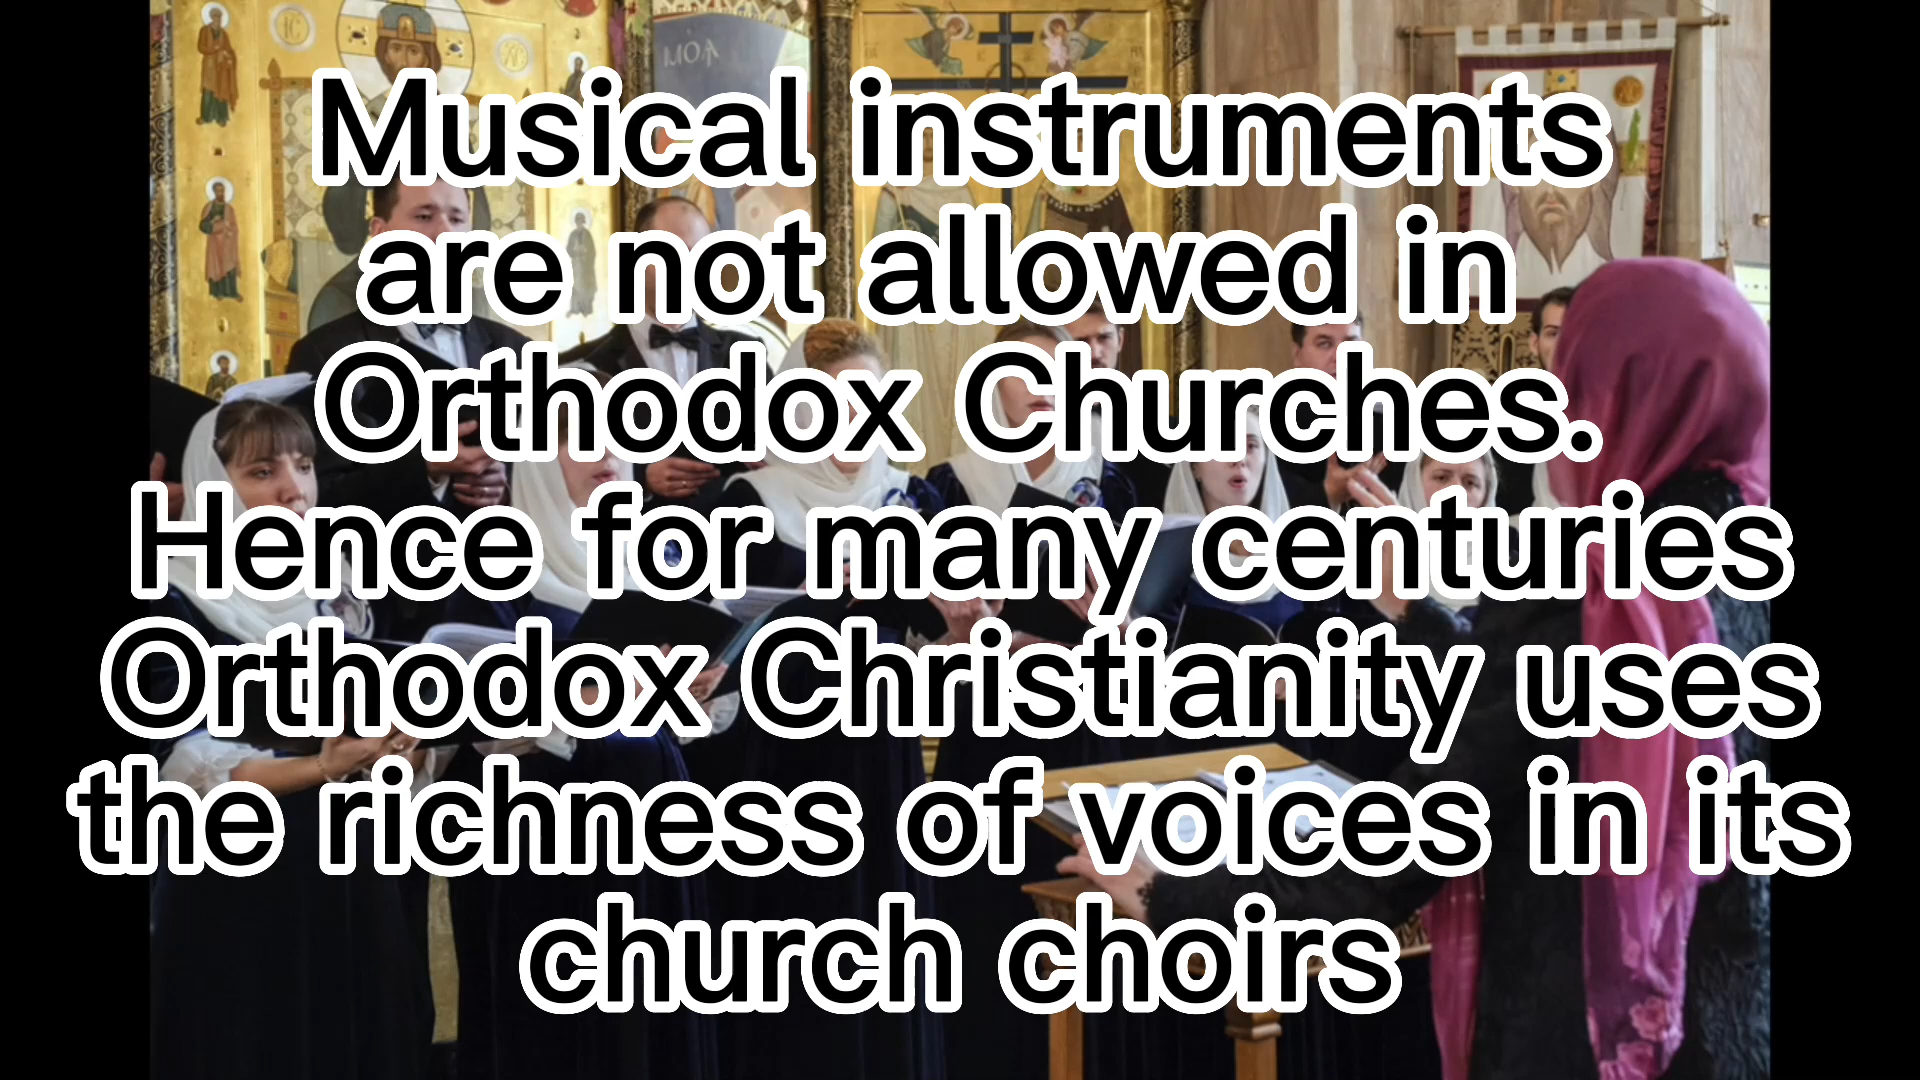 Musical instruments
are not allowed in
Orthodox Churches.
Hence for many centuries
Orthodox Christianity uses
the richness of voices in its
church choirs